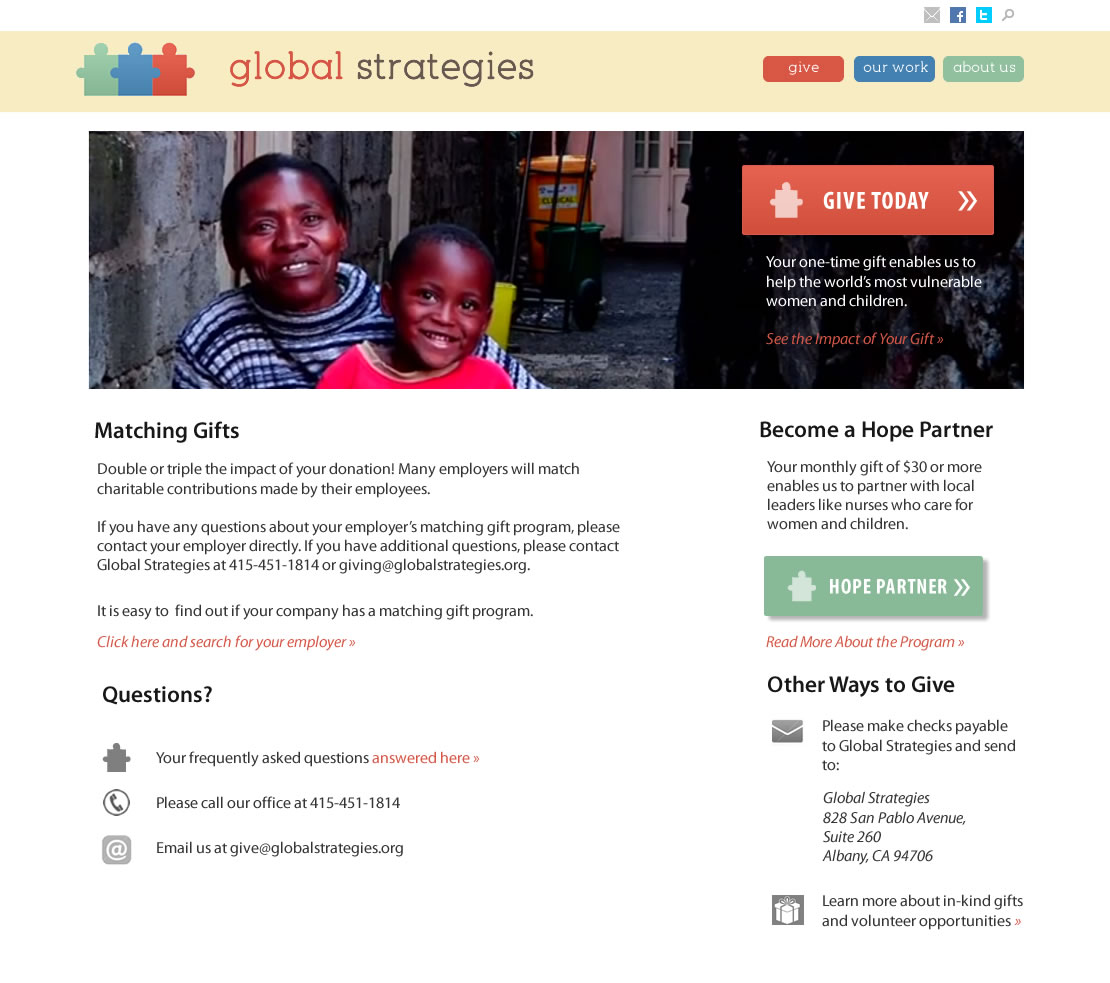 global strategies
give
our work
about us
GIVE TODAY »
Your one-time gift enables us to
help the world's most vulnerable
women and children.
See the Impact of Your Gift »
Matching Gifts
Double or triple the impact of your donation! Many employers will match
charitable contributions made by their employees.
If you have any questions about your employer's matching gift program, please
contact your employer directly. If you have additional questions, please contact
Global Strategies at 415-451-1814 or giving@globalstrategies.org.
It is easy to find out if your company has a matching gift program.
Click here and search for your employer »
Questions?
Your frequently asked questions answered here »
Please call our office at 415-451-1814
Email us at give@globalstrategies.org
Become a Hope Partner
Your monthly gift of $30 or more
enables us to partner with local
leaders like nurses who care for
women and children.
HOPE PARTNER »
Read More About the Program »
Other Ways to Give
Please make checks payable
to Global Strategies and send
to:
Global Strategies
828 San Pablo Avenue,
Suite 260
Albany, CA 94706
Learn more about in-kind gifts
and volunteer opportunities »